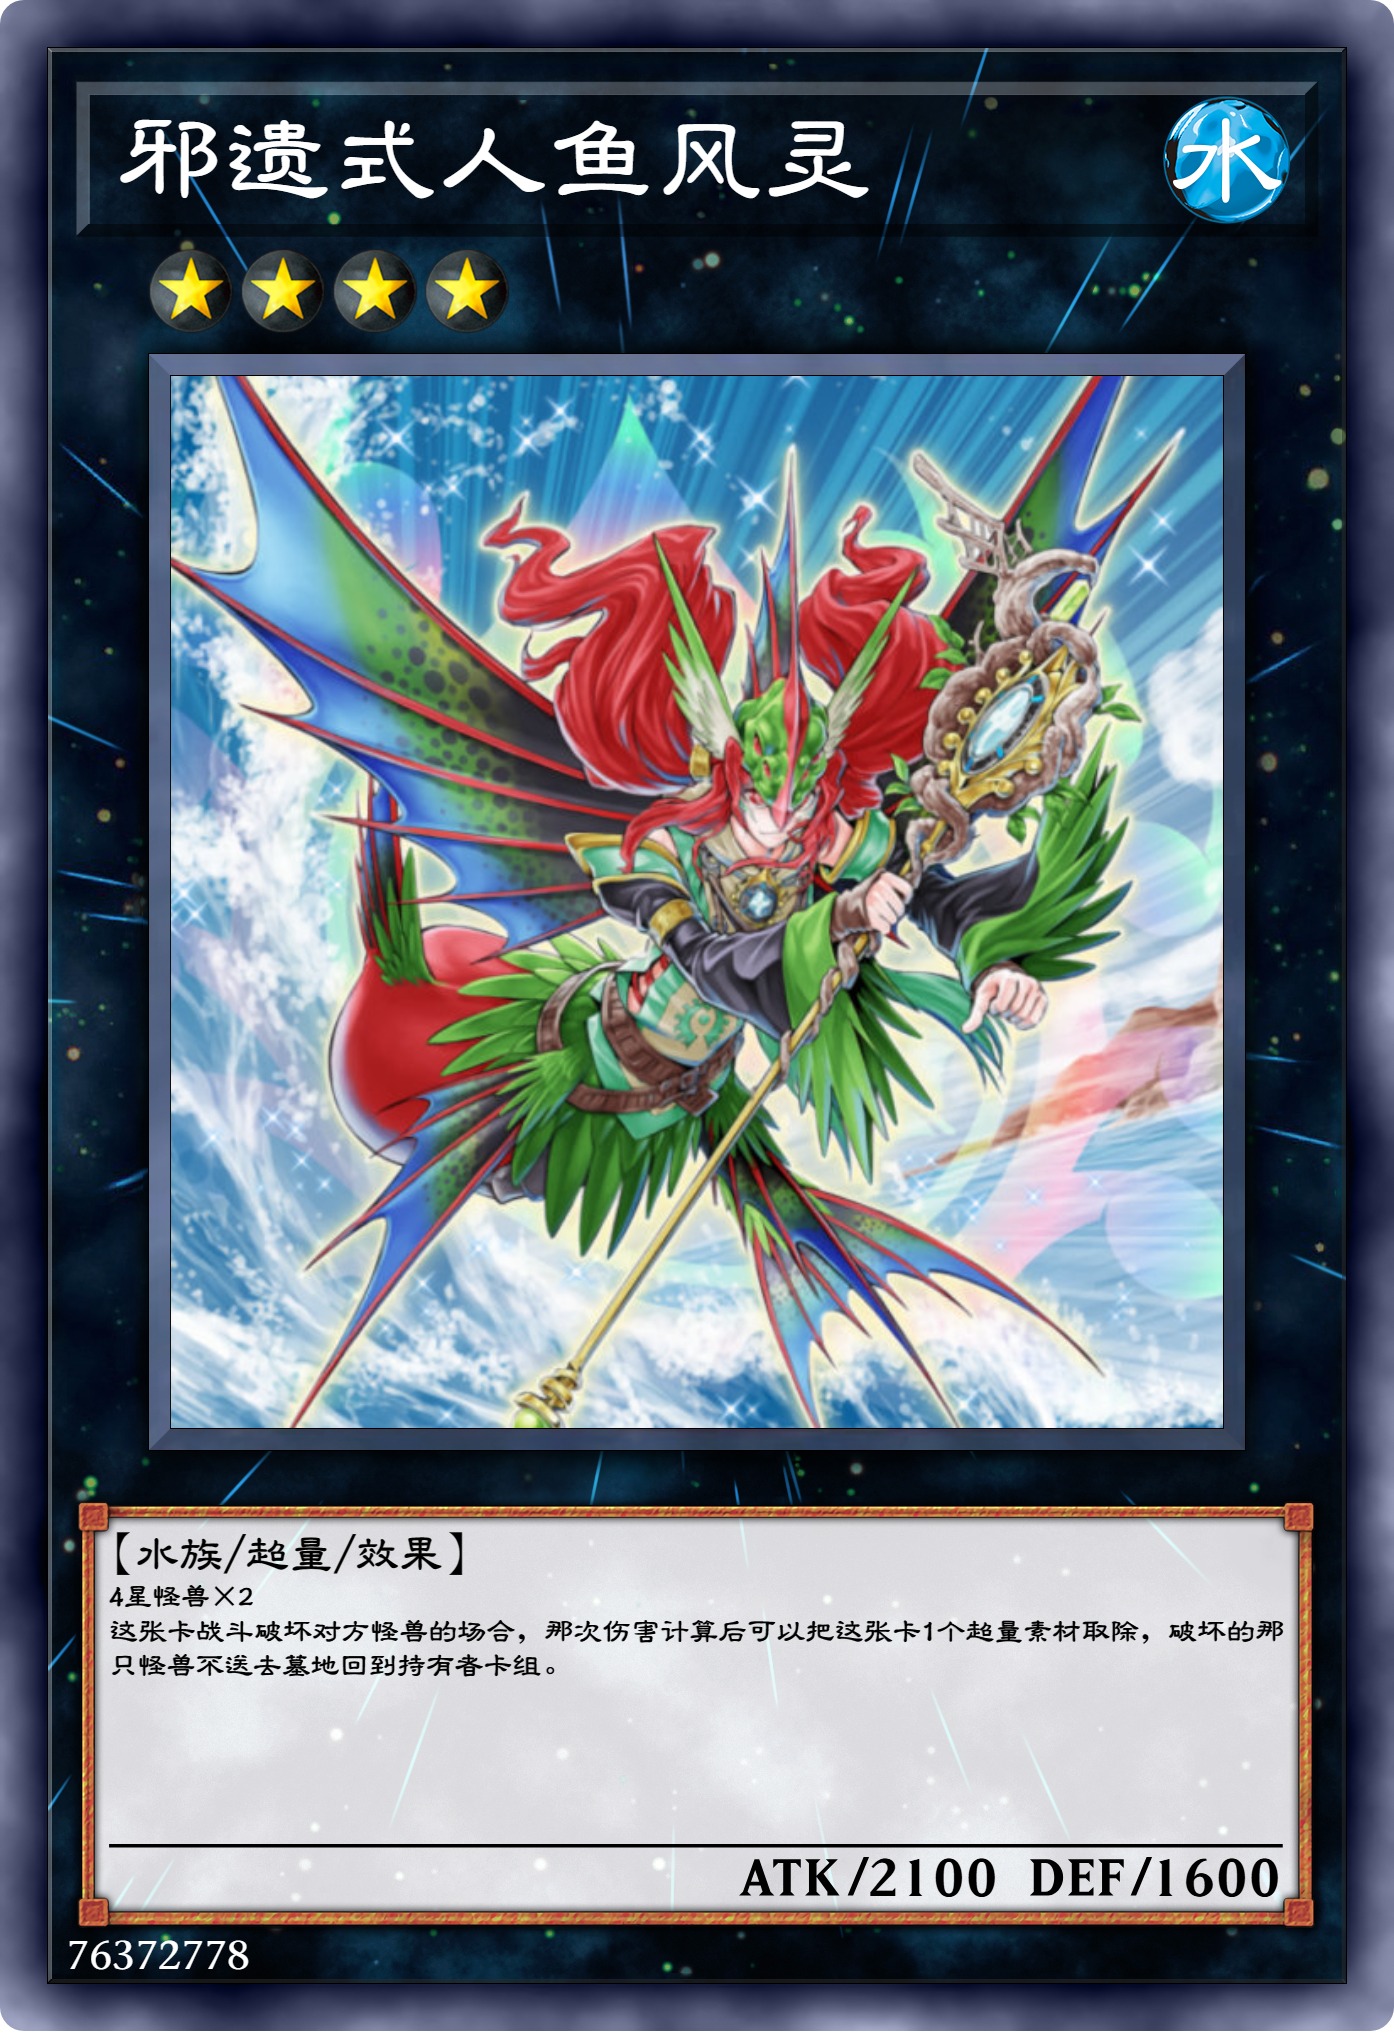 邪遗式人鱼风灵
水
【水族/超量/效果】
4星怪兽×2
这张卡战斗破坏对方怪兽的场合，那次伤害计算后可以把这张卡1个超量素材取除，破坏的那
只怪兽不送去墓地回到持有者卡组。
ATK/2100 DEF/1600
76372778